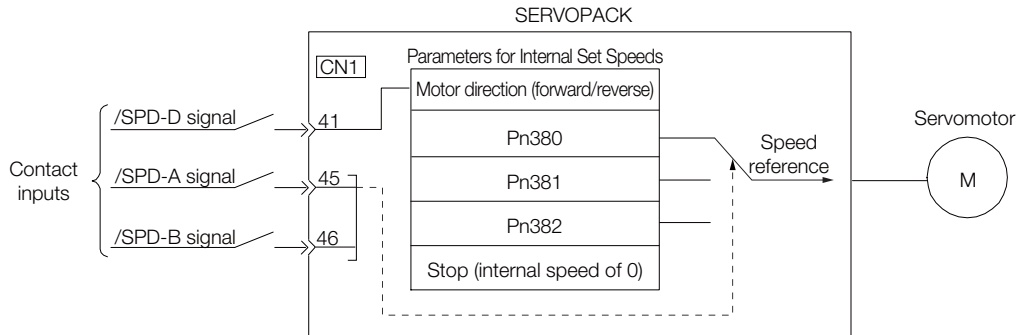 SERVOPACK
CN1
Parameters for Internal Set Speeds
Motor direction (forward/reverse)
/SPD-D signal
41
Pn380
Servomotor
Speed
reference
Contact
inputs
/SPD-A signal
45
Pn381
M
Pn382
/SPD-B signal
46
Stop (internal speed of 0)